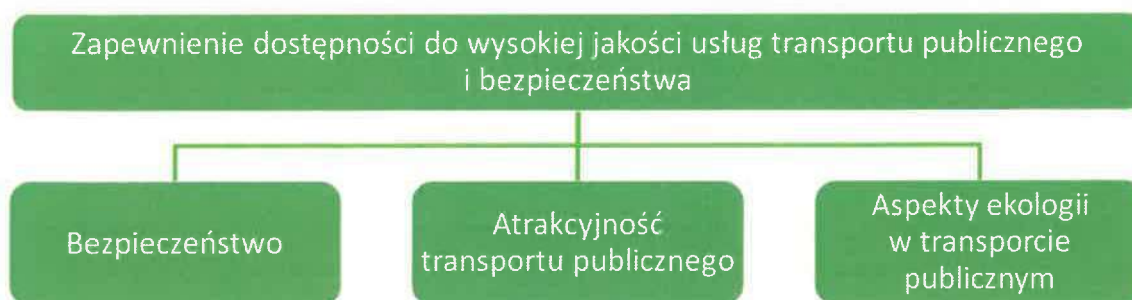 Zapewnienie dostępności do wysokiej jakości usług transportu publicznego
i bezpieczeństwa
Bezpieczeństwo
Atrakcyjność
transportu publicznego
Aspekty ekologii
w transporcie
publicznym